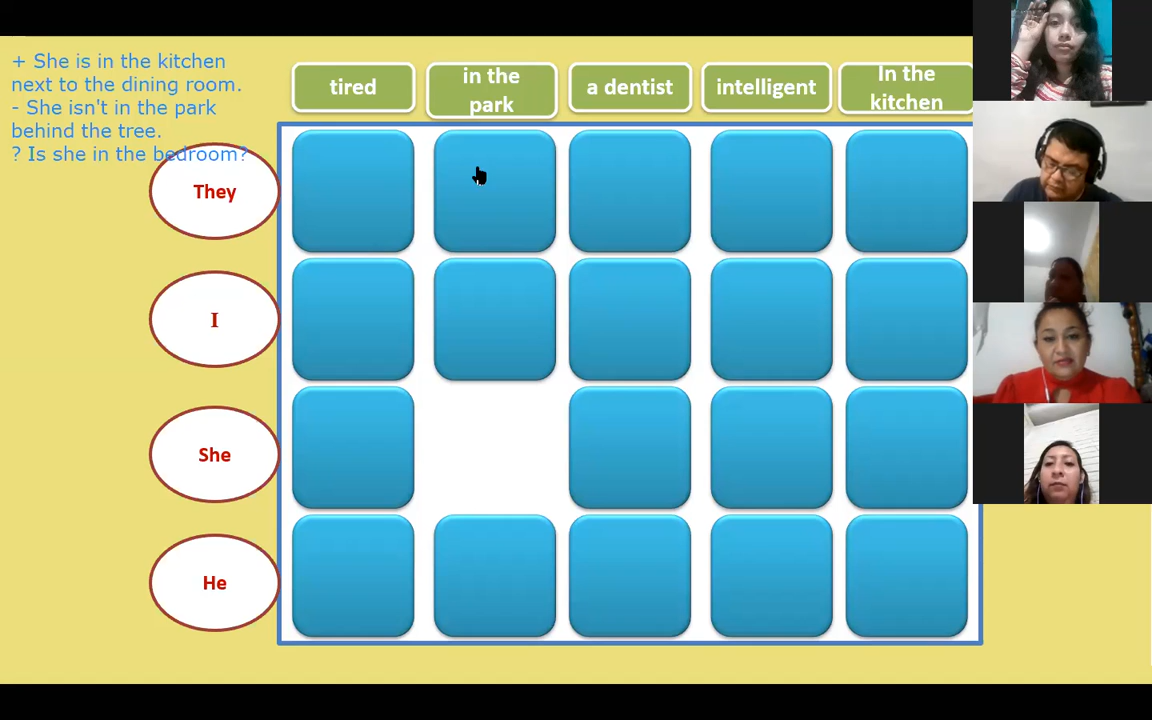 + She is in the kitchen
next to the dining room.
- She isn't in the park
behind the tree.
? Is she in the bedroom?
tired
in the
park
a dentist
intelligent
In the
kitchen
They
I
She
He